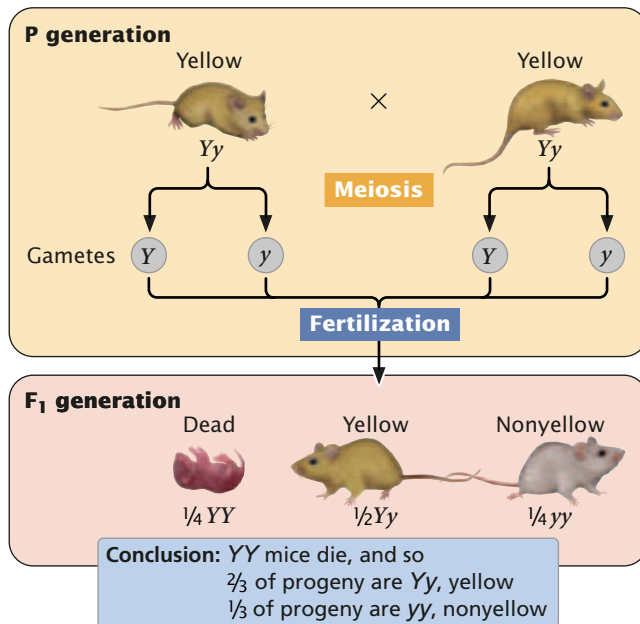 P generation
Yellow Yellow
×
Yy Yy
Meiosis
Gametes Y y Y y
Fertilization
F₁ generation
Dead Yellow Nonyellow
¼ YY ½Yy ¼ yy
Conclusion: YY mice die, and so
⅔ of progeny are Yy, yellow
⅓ of progeny are yy, nonyellow